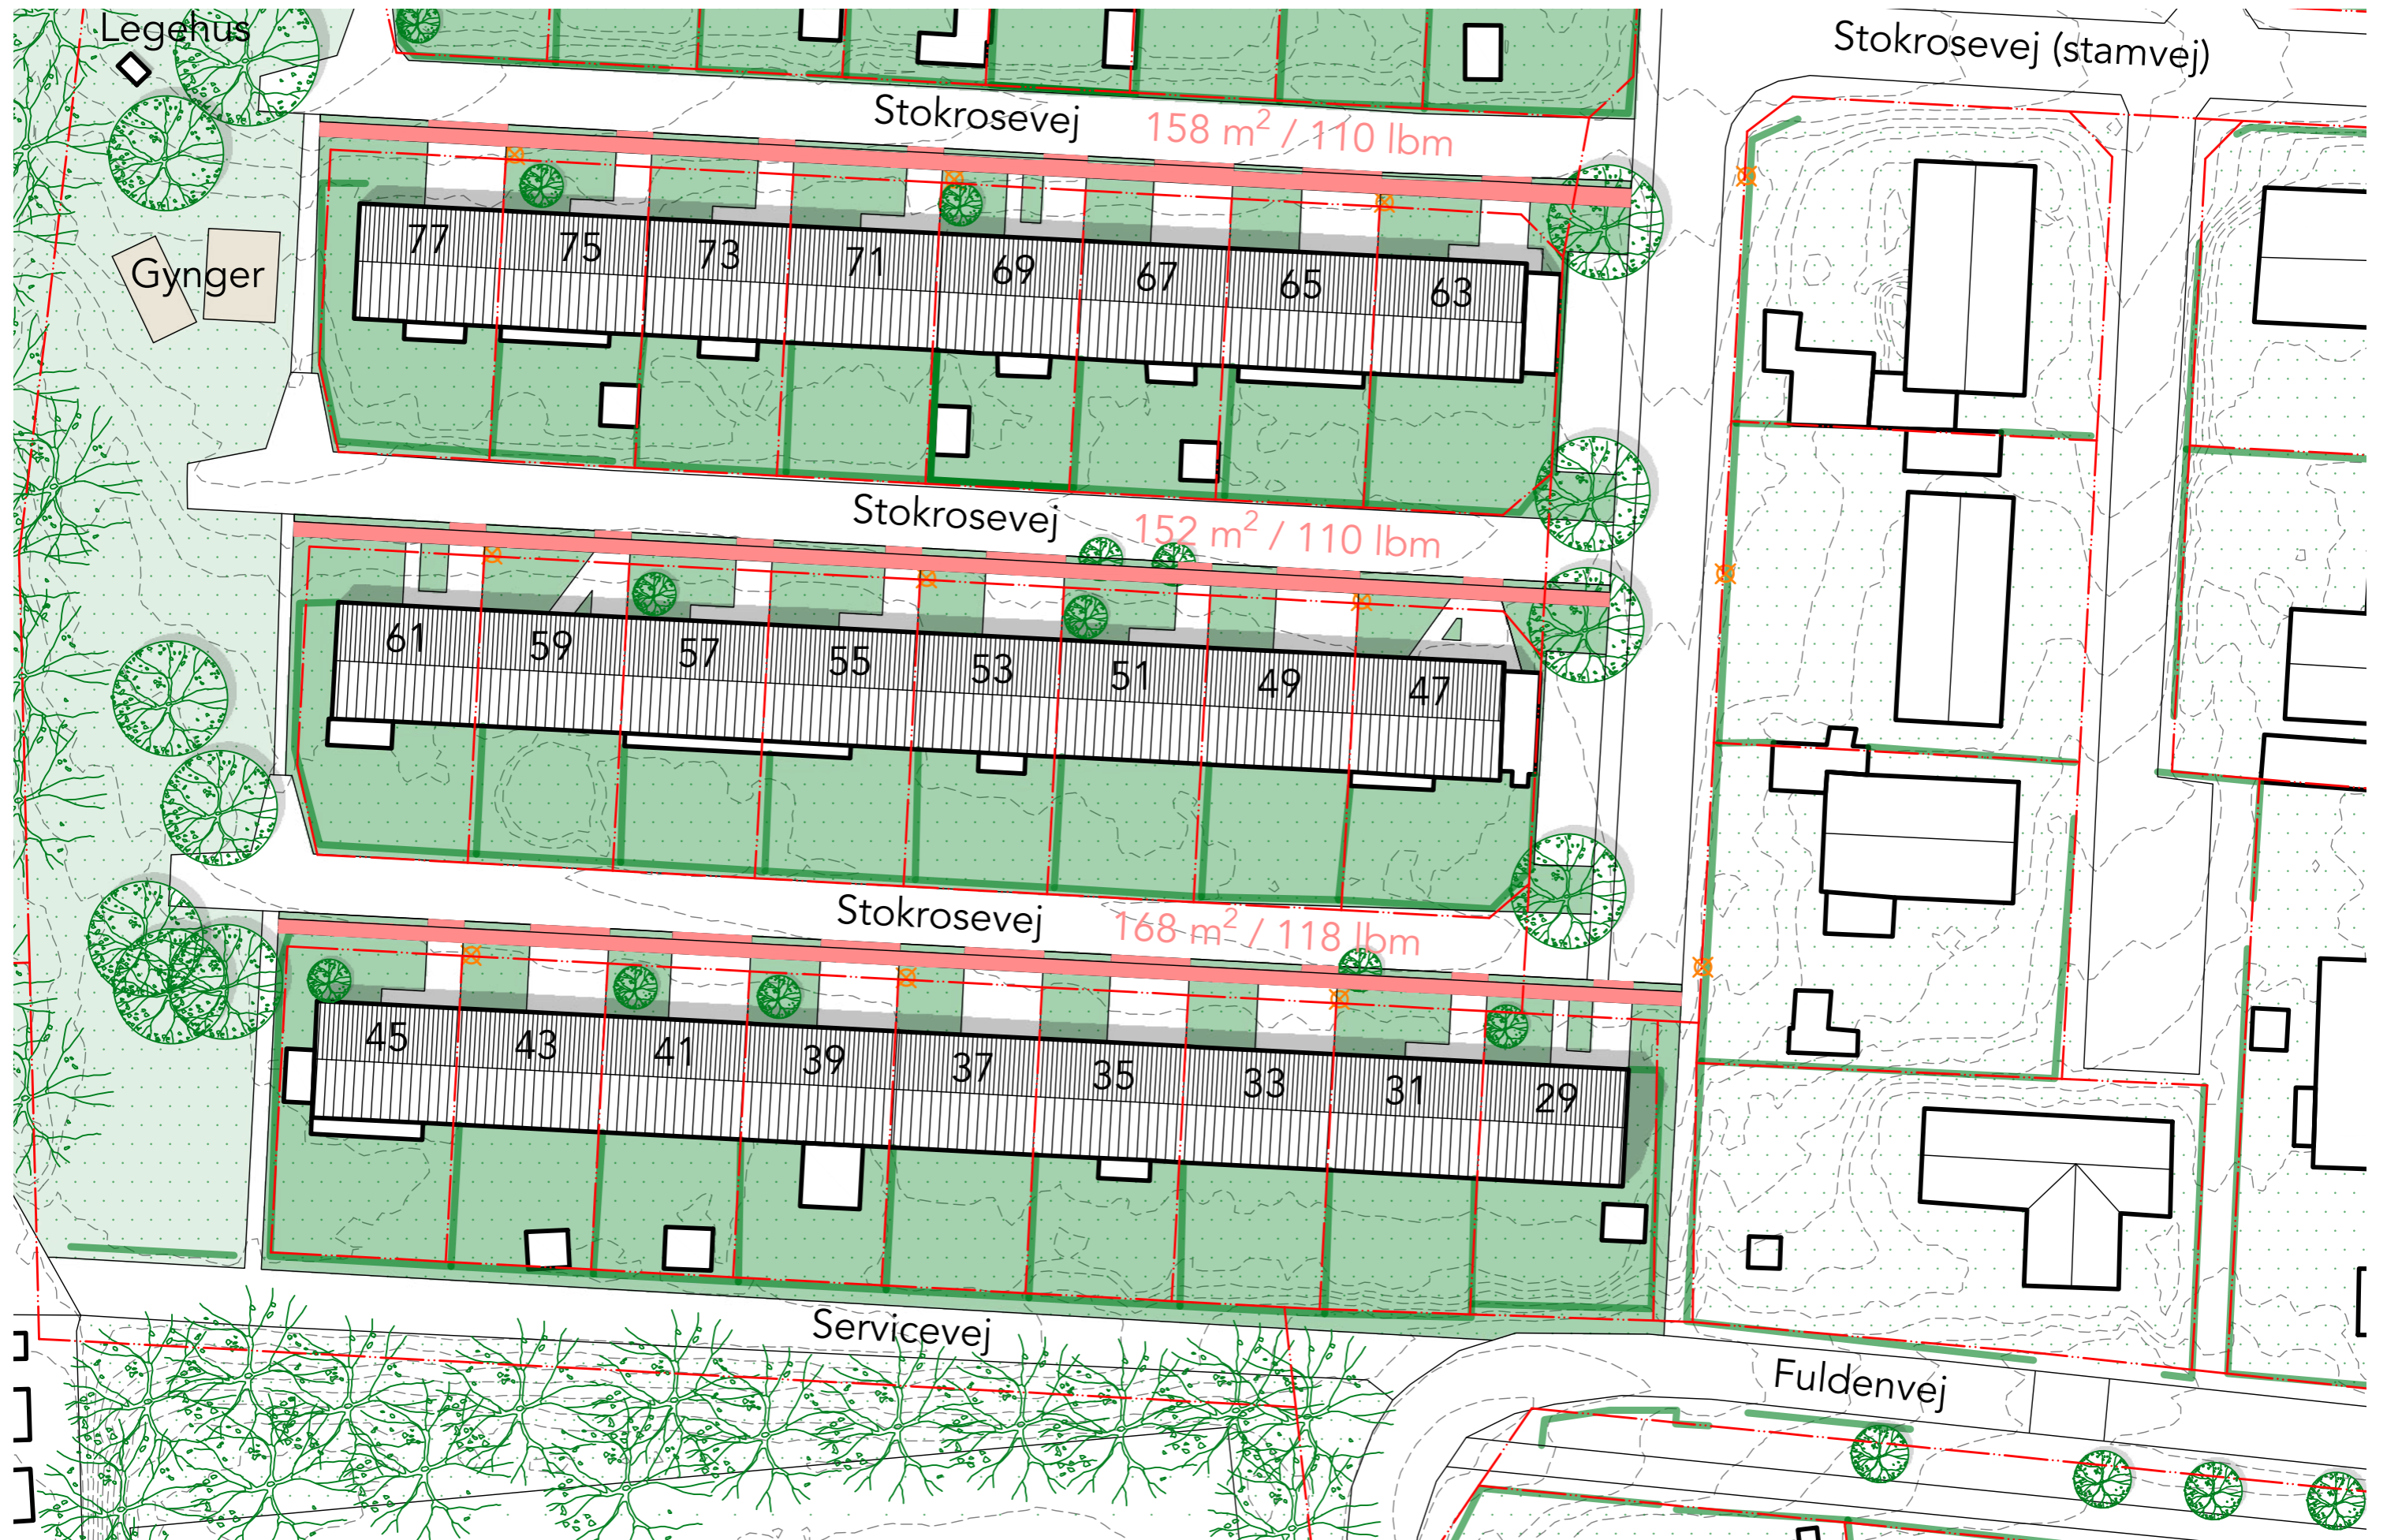 Legehus
Stokrosevej (stamvej)
Stokrosevej
158 m² / 110 lbm
Gynger
77
75
73
71
69
67
65
63
Stokrosevej
152 m² / 110 lbm
61
59
57
55
53
51
49
47
Stokrosevej
168 m² / 118 lbm
45
43
41
39
37
35
33
31
29
Servicevej
Fuldenvej